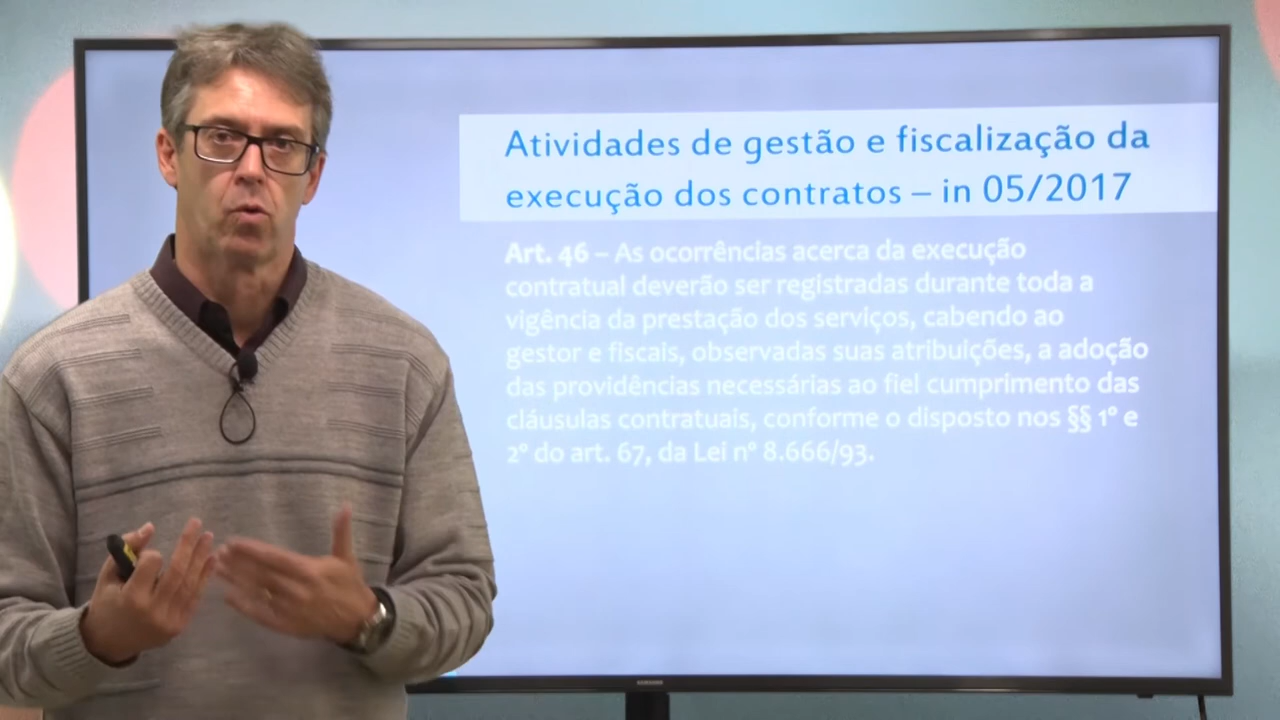 Atividades de gestão e fiscalização da
execução dos contratos – in 05/2017
Art. 46 – As ocorrências acerca da execução
contratual deverão ser registradas durante toda a
vigência da prestação dos serviços, cabendo ao
gestor e fiscais, observadas suas atribuições, a adoção
das providências necessárias ao fiel cumprimento das
cláusulas contratuais, conforme o disposto nos §§ 1º e
2º do art. 67, da Lei nº 8.666/93.
SAMSUNG